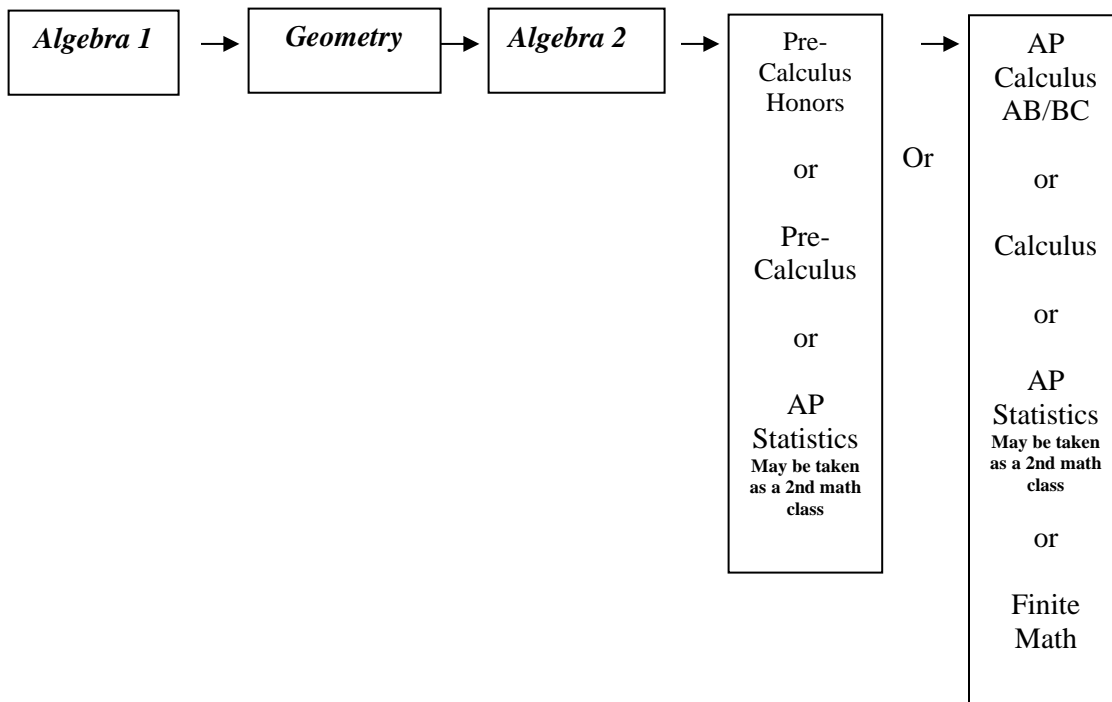 Algebra 1
Geometry
Algebra 2
Pre-
Calculus
Honors
or
Pre-
Calculus
or
AP
Statistics
May be taken
as a 2nd math
class
Or
AP
Calculus
AB/BC
or
Calculus
or
AP
Statistics
May be taken
as a 2nd math
class
or
Finite
Math